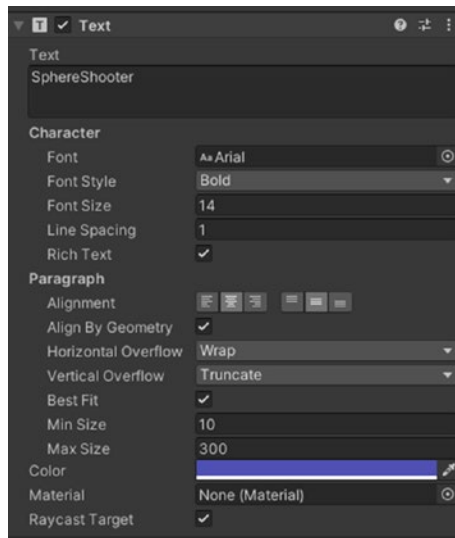 Text
Text
SphereShooter
Character
Font Arial
Font Style Bold
Font Size 14
Line Spacing 1
Rich Text
Paragraph
Alignment
Align By Geometry
Horizontal Overflow Wrap
Vertical Overflow Truncate
Best Fit
Min Size 10
Max Size 300
Color
Material None (Material)
Raycast Target